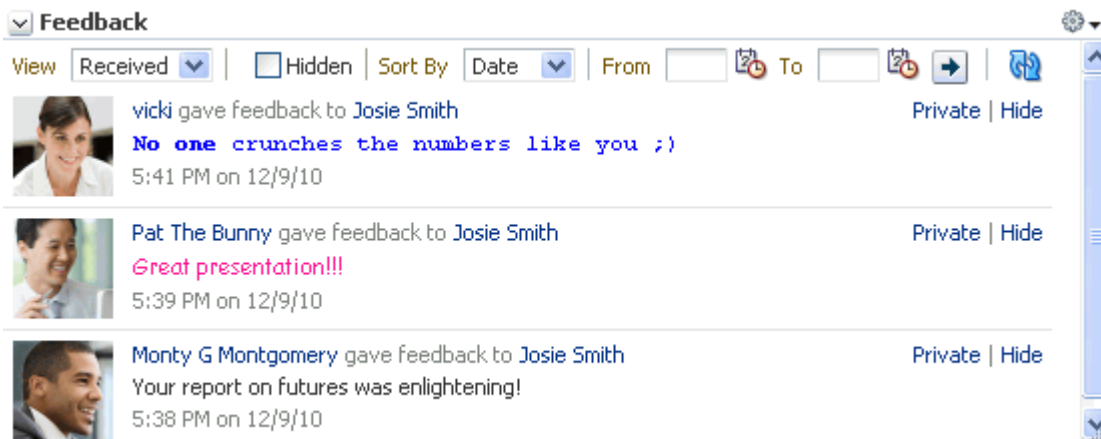 Feedback
View Received | Hidden | Sort By Date | From To |
vicki gave feedback to Josie Smith Private | Hide
No one crunches the numbers like you ;)
5:41 PM on 12/9/10
Pat The Bunny gave feedback to Josie Smith Private | Hide
Great presentation!!!
5:39 PM on 12/9/10
Monty G Montgomery gave feedback to Josie Smith Private | Hide
Your report on futures was enlightening!
5:38 PM on 12/9/10